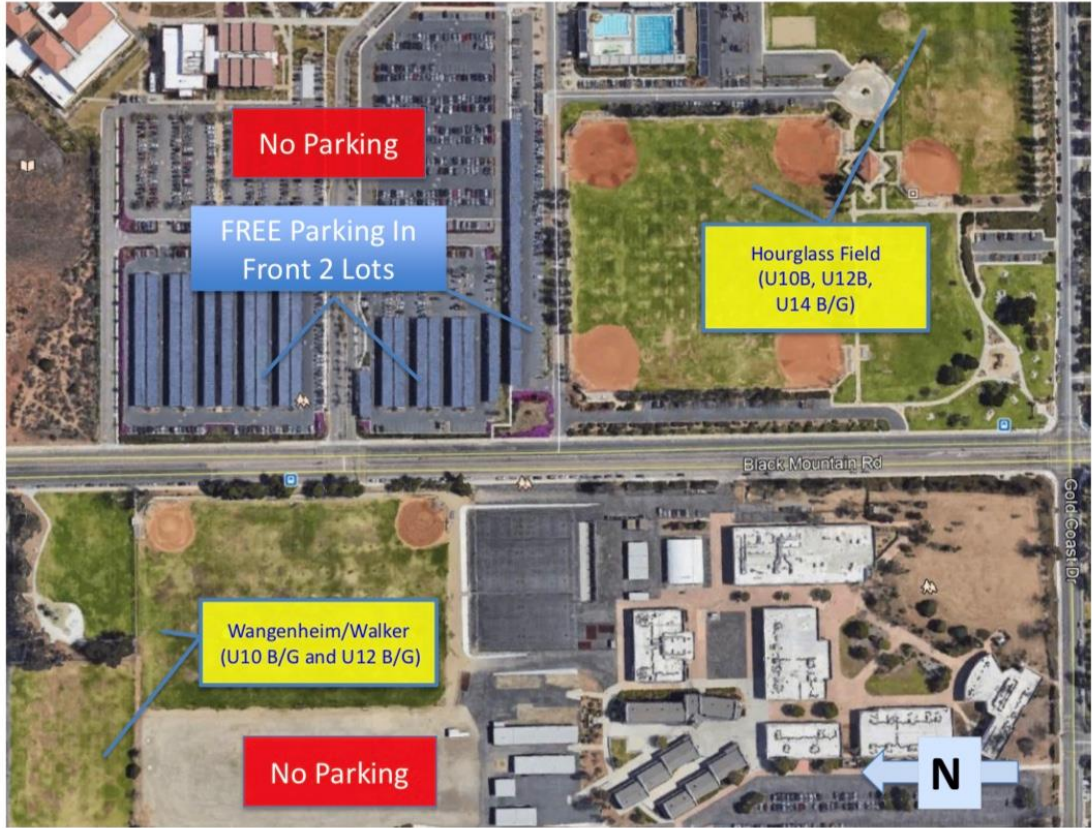 No Parking
FREE Parking In
Front 2 Lots
Hourglass Field
(U10B, U12B,
U14 B/G)
Black Mountain Rd
Gold Coast Dr
Wangenheim/Walker
(U10 B/G and U12 B/G)
No Parking
N